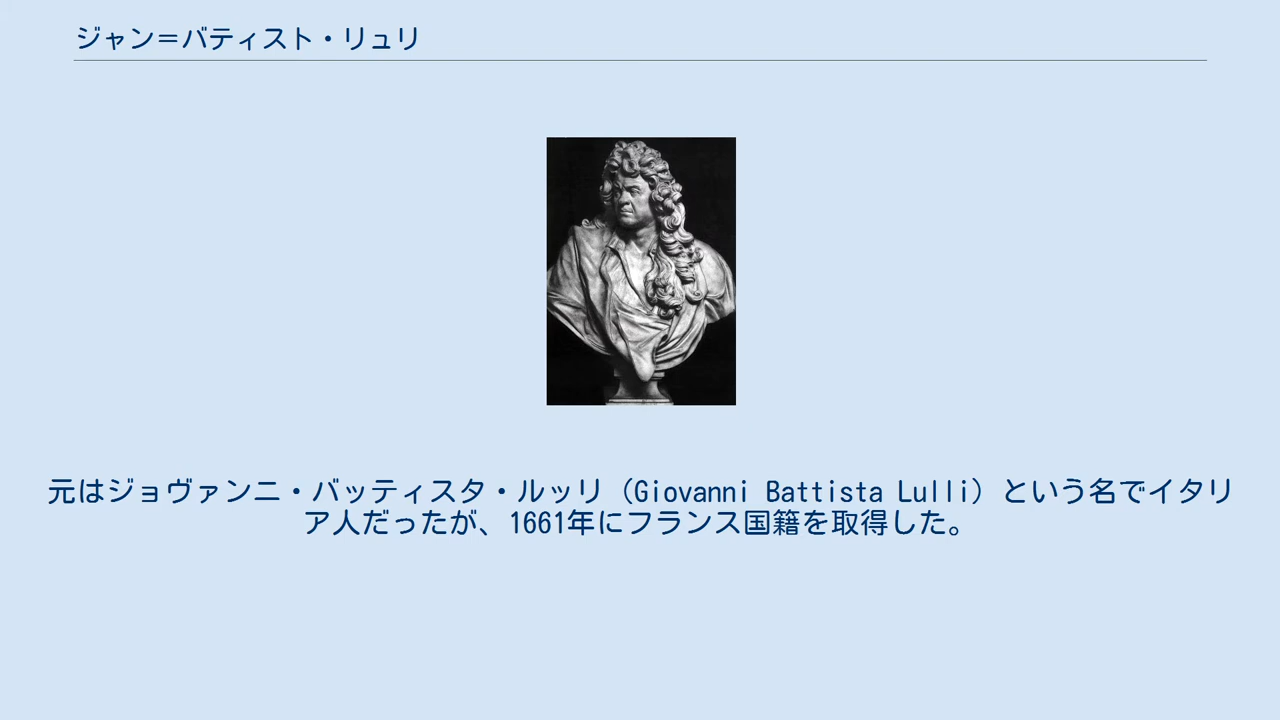 ジャン＝バティスト・リュリ
元はジョヴァンニ・バッティスタ・ルッリ（Giovanni Battista Lulli）という名でイタリ
ア人だったが、1661年にフランス国籍を取得した。